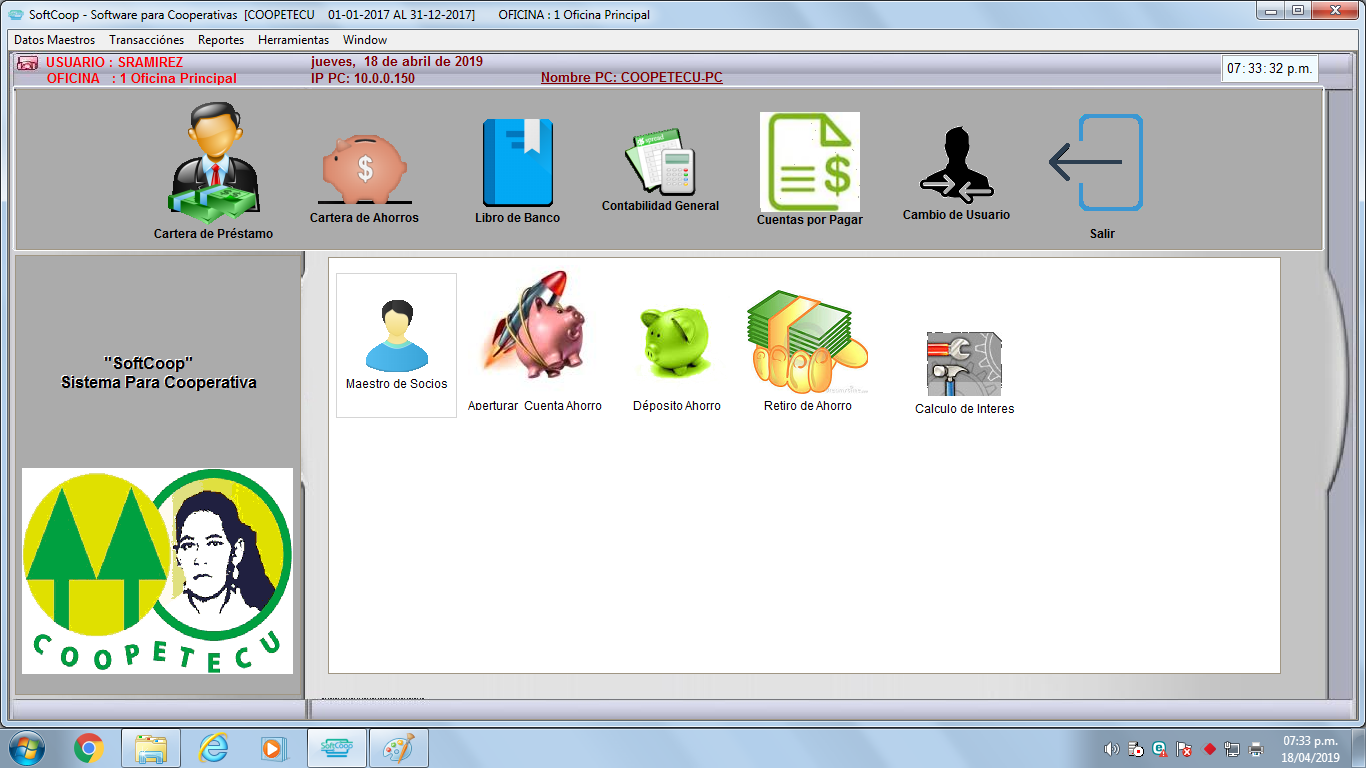 SoftCoop - Software para Cooperativas [COOPETECU 01-01-2017 AL 31-12-2017] OFICINA : 1 Oficina Principal
Datos Maestros Transacciónes Reportes Herramientas Window
USUARIO : SRAMIREZ jueves, 18 de abril de 2019
OFICINA : 1 Oficina Principal IP PC: 10.0.0.150 Nombre PC: COOPETECU-PC
07: 33: 32 p.m.
Cartera de Préstamo
Cartera de Ahorros
Libro de Banco
Contabilidad General
Cuentas por Pagar
Cambio de Usuario
Salir
"SoftCoop"
Sistema Para Cooperativa
Maestro de Socios
Aperturar Cuenta Ahorro
Déposito Ahorro
Retiro de Ahorro
Calculo de Interes
COOPETECU
SoftCoop
07:33 p.m.
18/04/2019